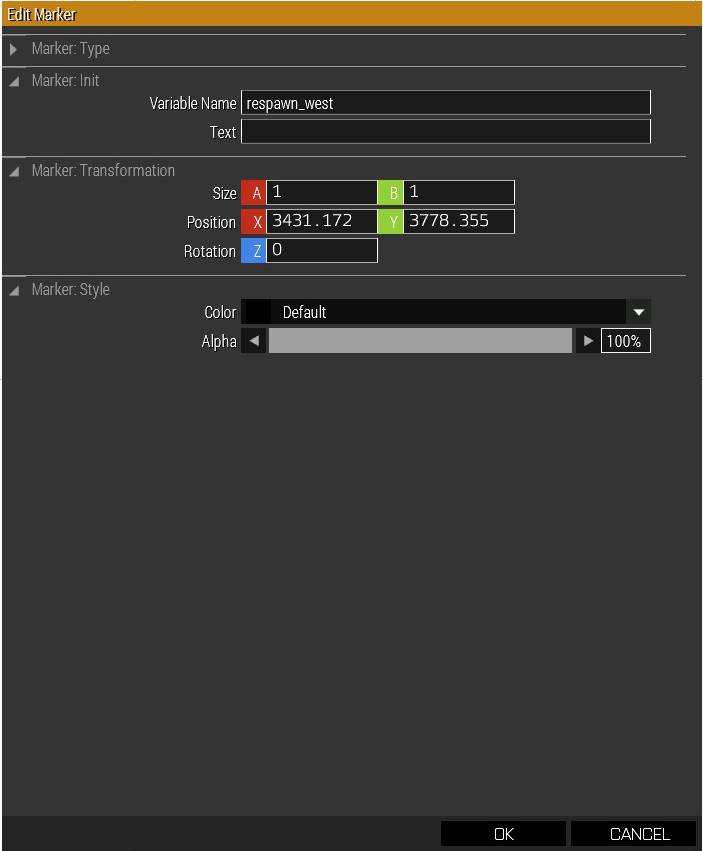 Edit Marker
Marker: Type
Marker: Init
Variable Name respawn_west
Text
Marker: Transformation
Size A 1 B 1
Position X 3431.172 Y 3778.355
Rotation Z 0
Marker: Style
Color Default
Alpha 100%
OK CANCEL